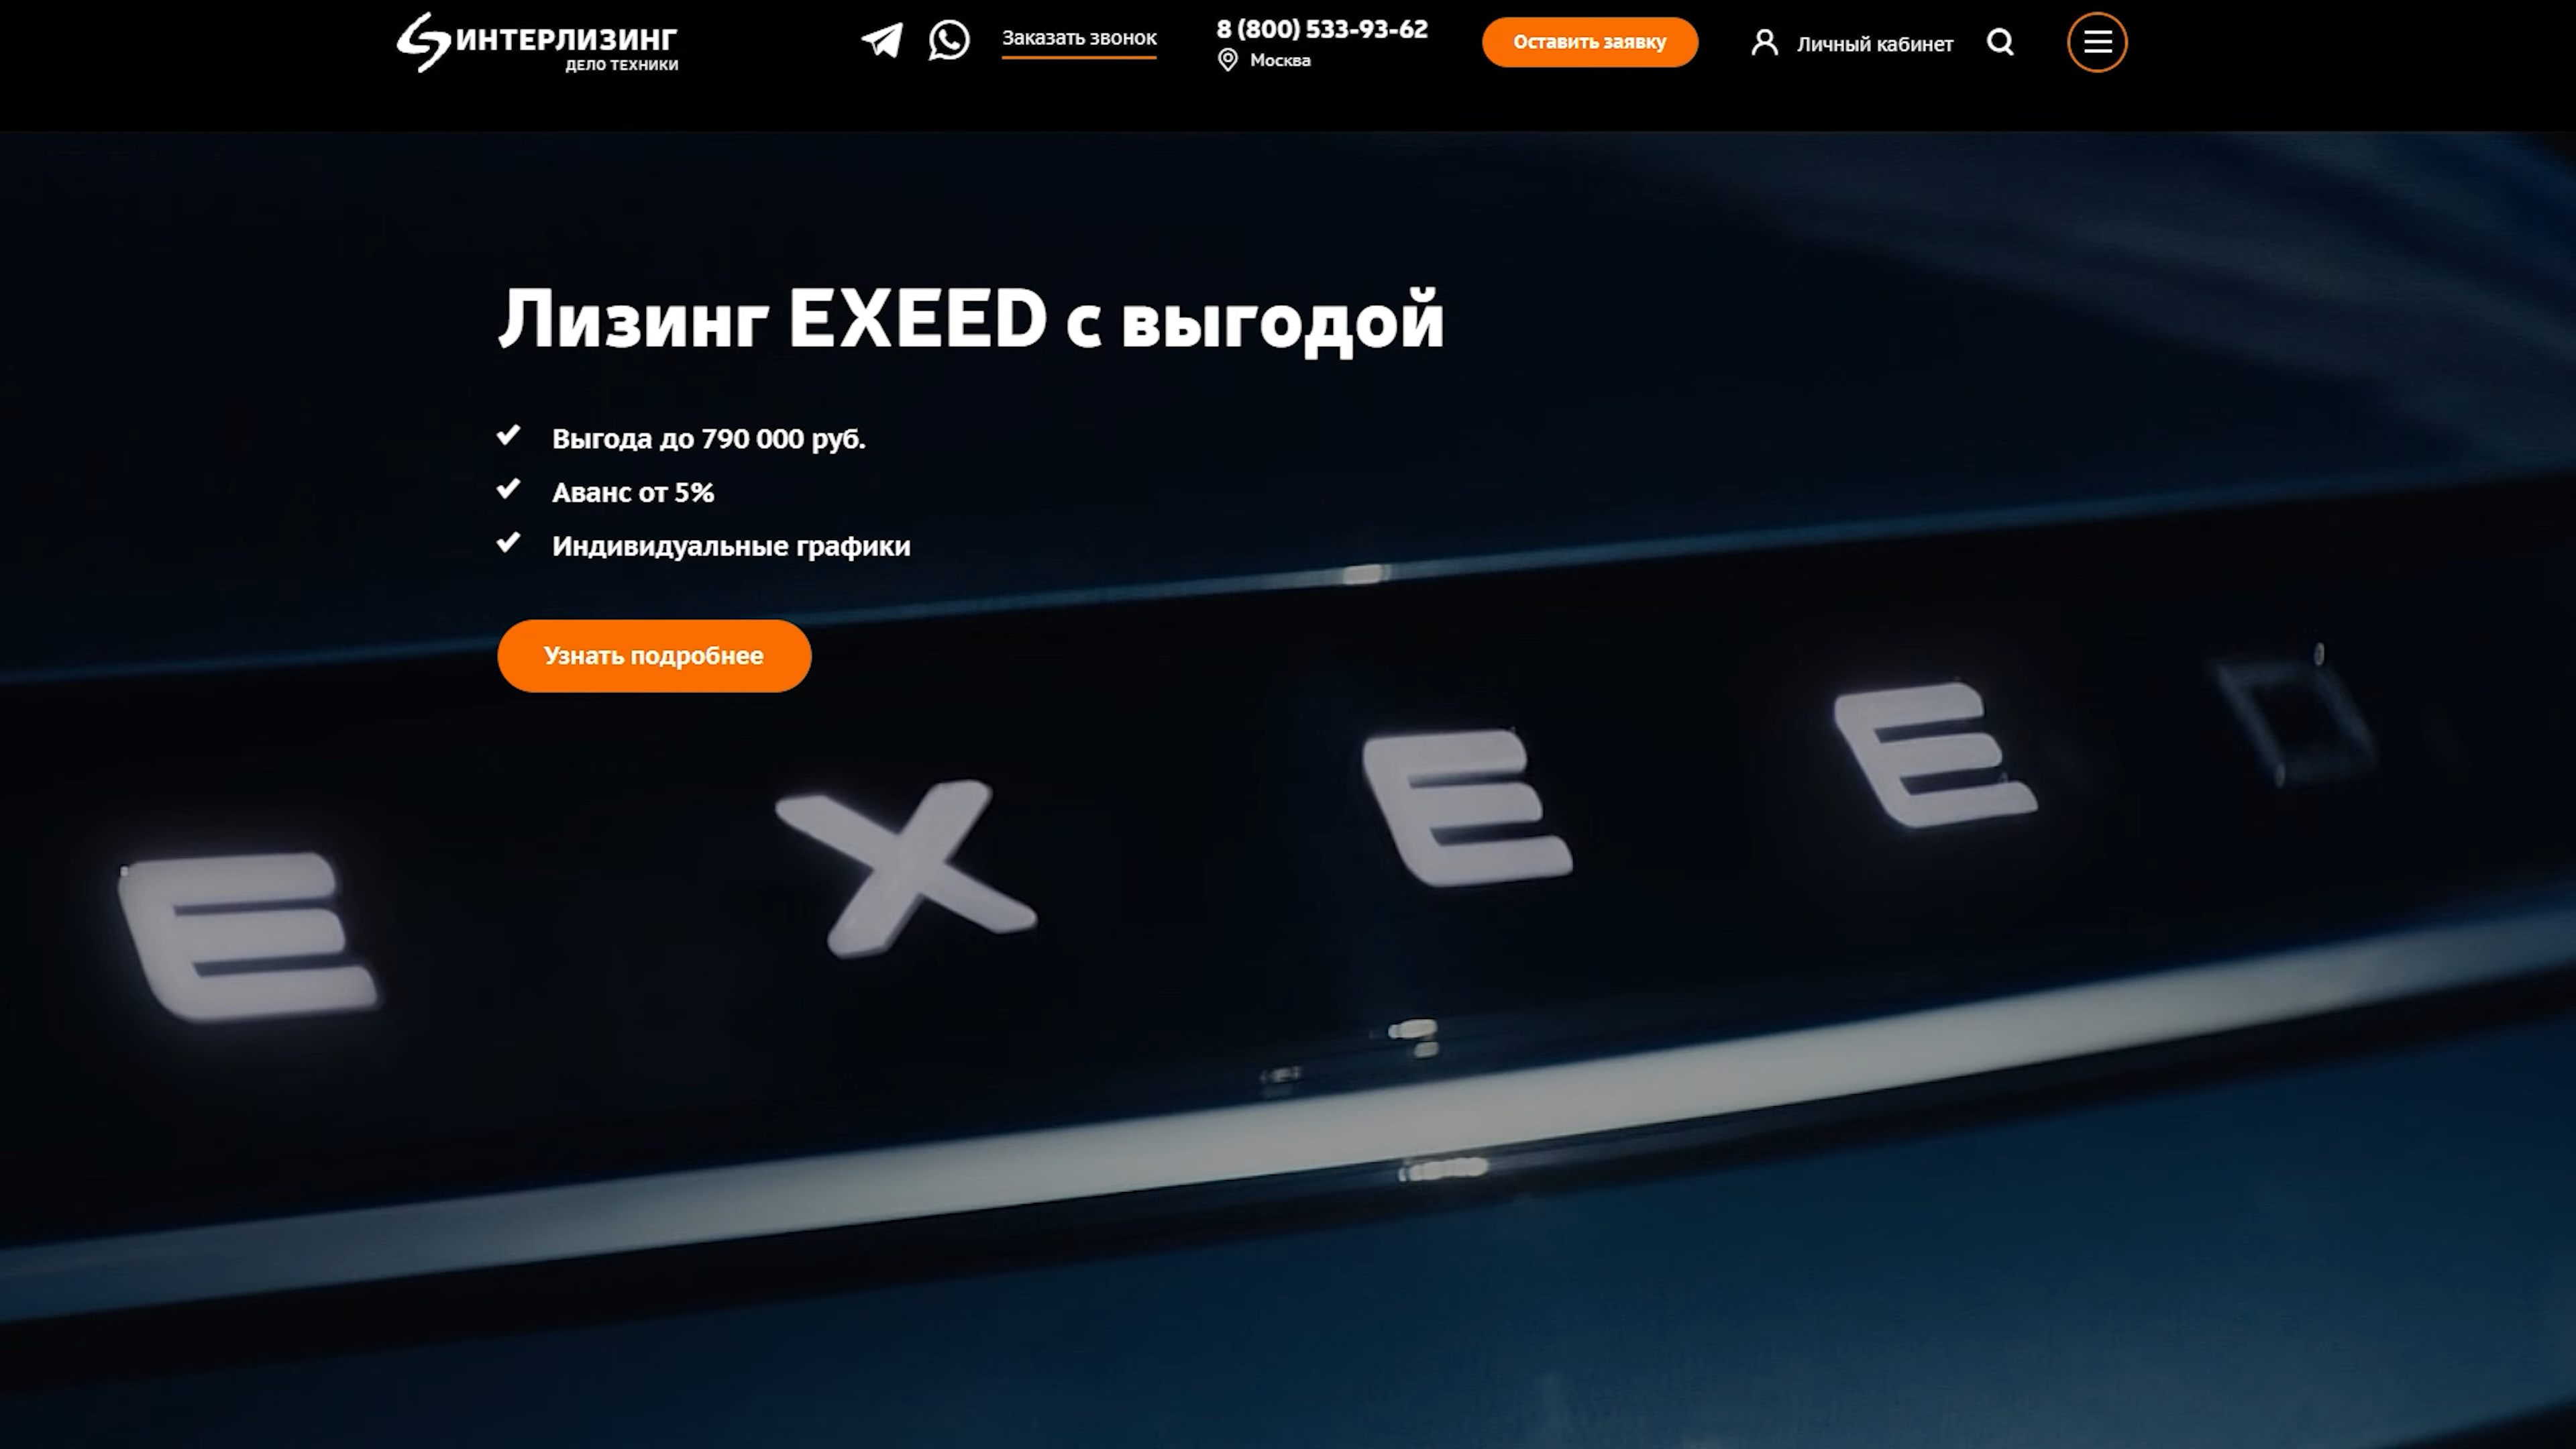 ИНТЕРЛИЗИНГ
ДЕЛО ТЕХНИКИ
Заказать звонок
8 (800) 533-93-62
Москва
Оставить заявку
Личный кабинет
Лизинг EXEED с выгодой
Выгода до 790 000 руб.
Аванс от 5%
Индивидуальные графики
Узнать подробнее
EXEED